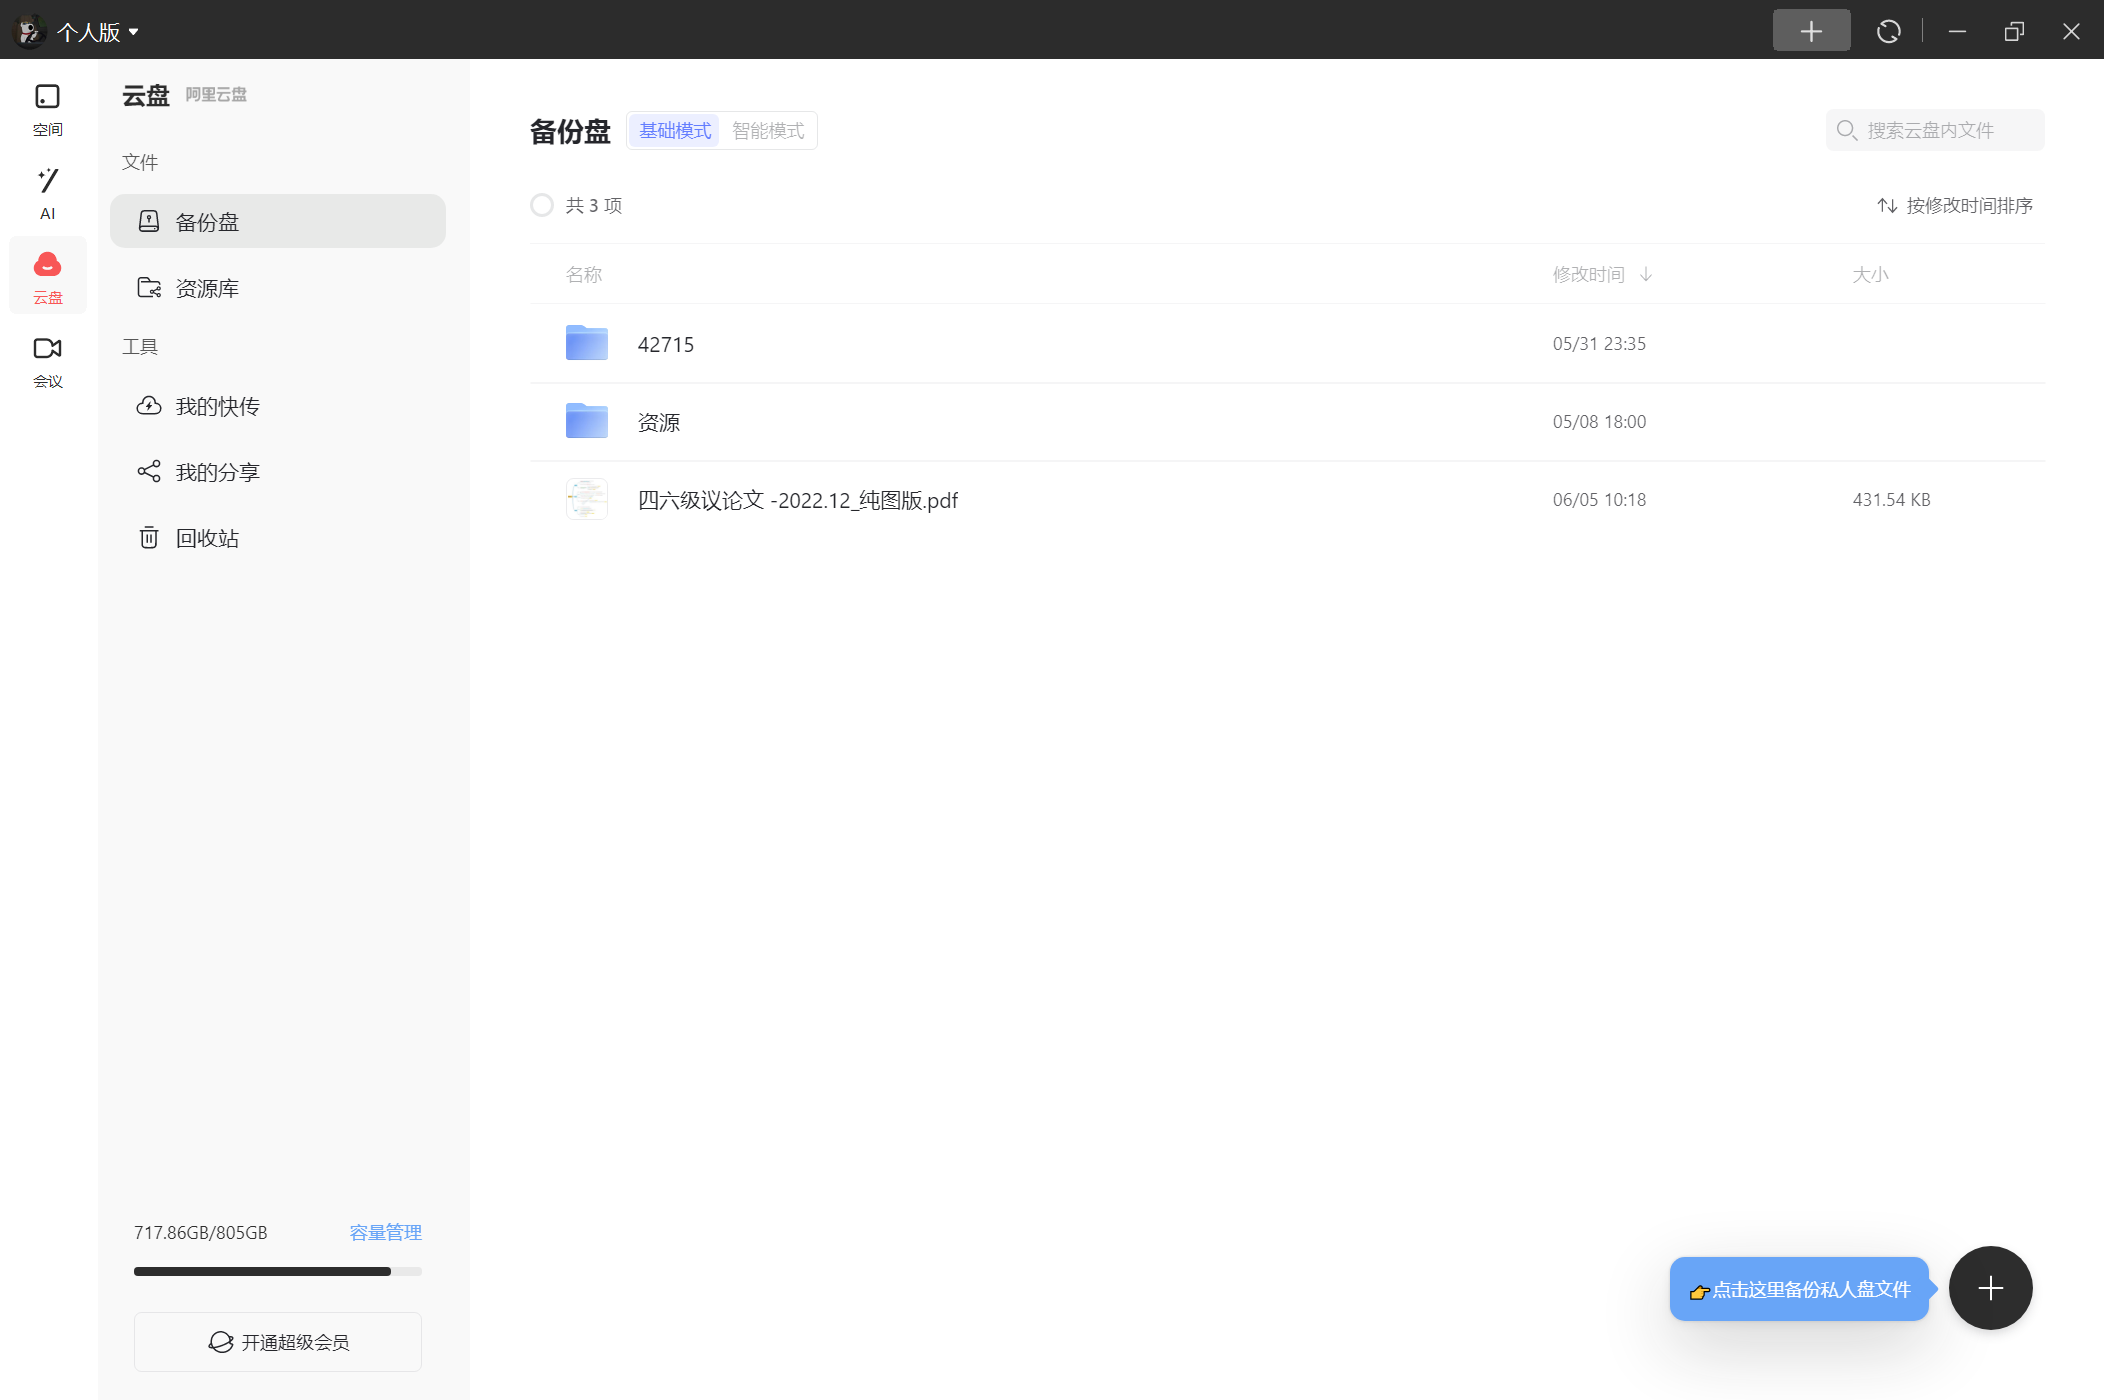 个人版
空间
AI
云盘
会议
云盘 阿里云盘
文件
备份盘
资源库
工具
我的快传
我的分享
回收站
717.86GB/805GB 容量管理
开通超级会员
备份盘 基础模式 智能模式
搜索云盘内文件
共 3 项
按修改时间排序
名称 修改时间 大小
42715 05/31 23:35
资源 05/08 18:00
四六级议论文 -2022.12_纯图版.pdf 06/05 10:18 431.54 KB
👉点击这里备份私人盘文件